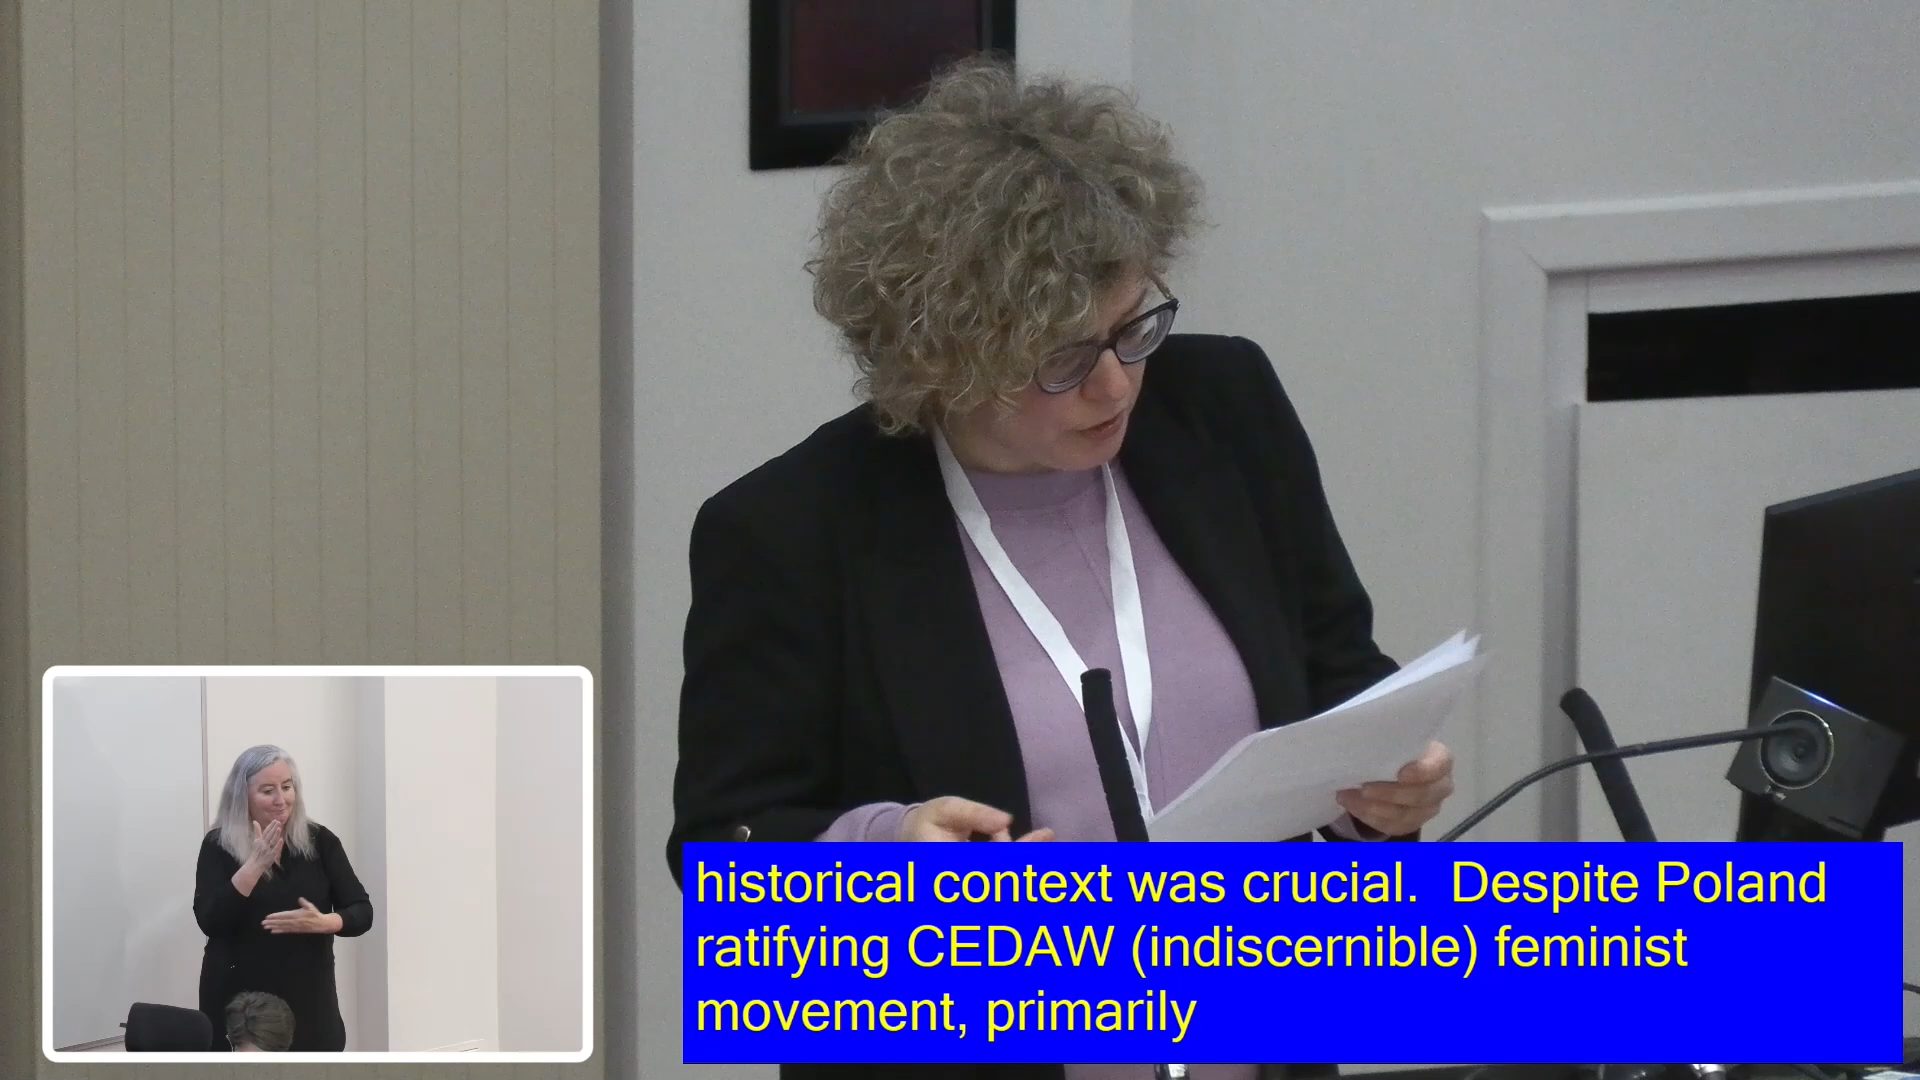 historical context was crucial.  Despite Poland
ratifying CEDAW (indiscernible) feminist
movement, primarily